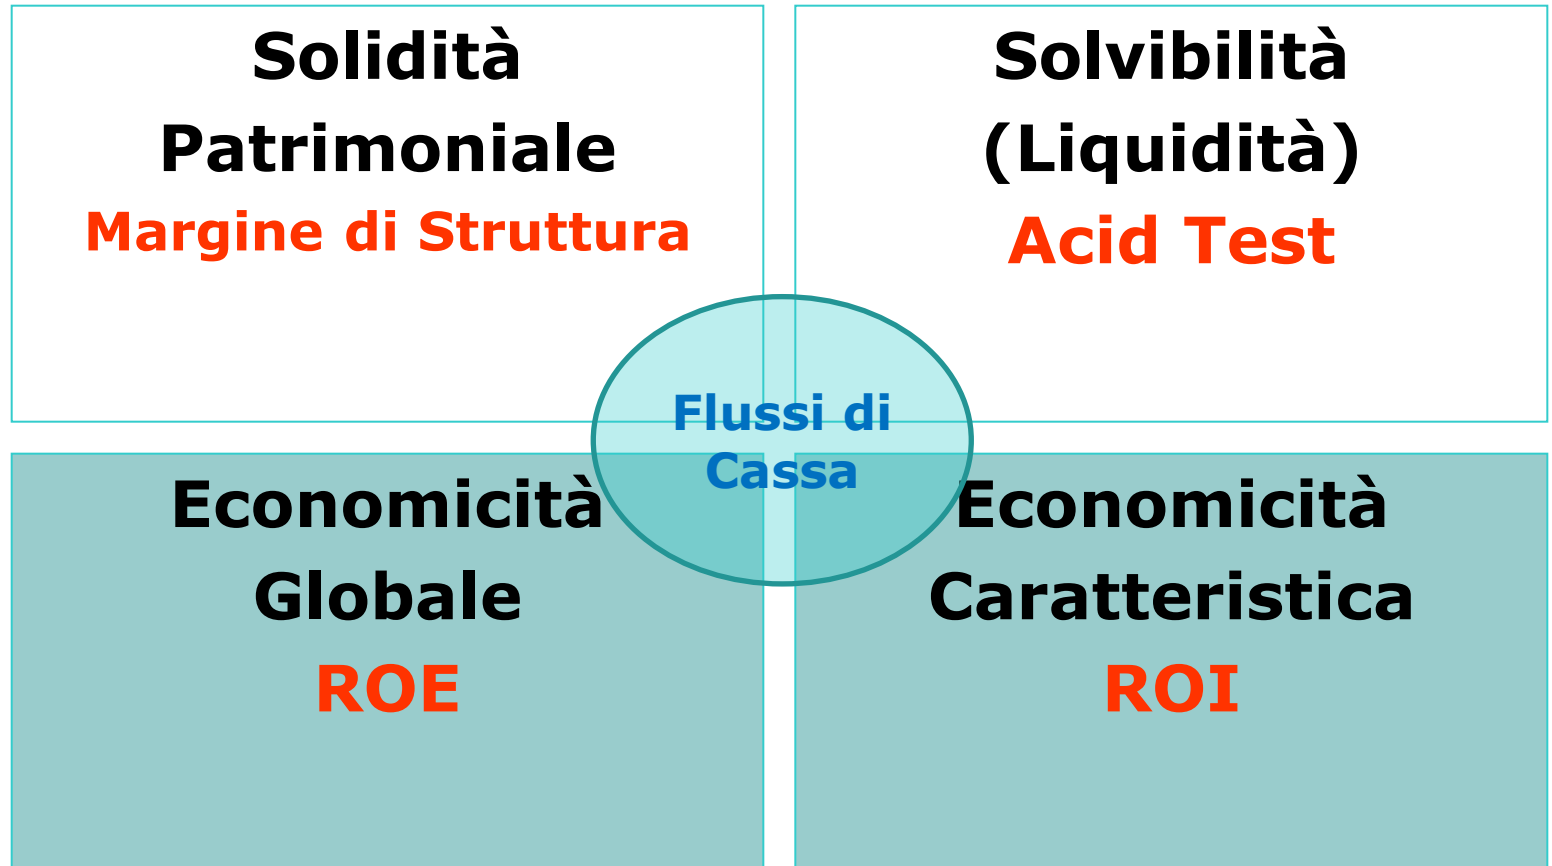 Solidità
Patrimoniale
Margine di Struttura
Solvibilità
(Liquidità)
Acid Test
Flussi di
Cassa
Economicità
Globale
ROE
Economicità
Caratteristica
ROI